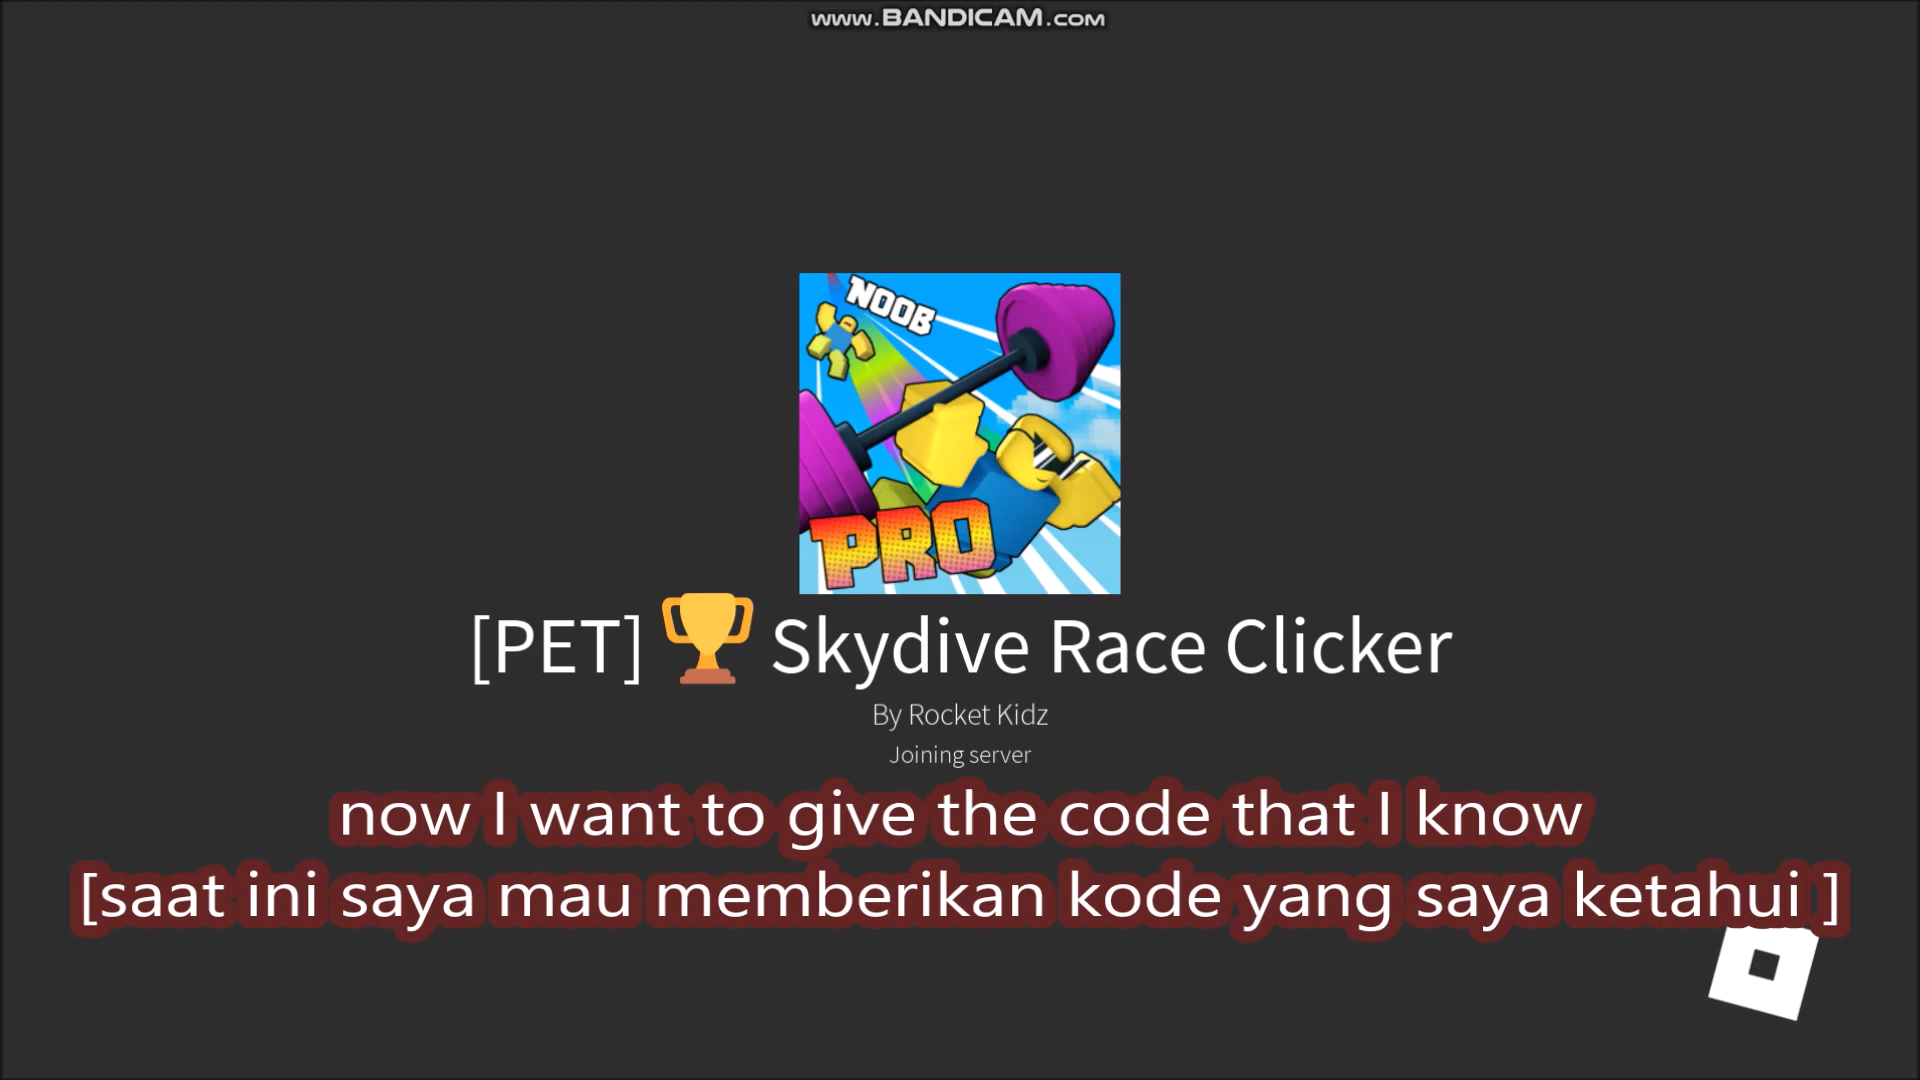 www.BANDICAM.com
NOOB
PRO
[PET] 🏆 Skydive Race Clicker
By Rocket Kidz
Joining server
now I want to give the code that I know
[saat ini saya mau memberikan kode yang saya ketahui ]